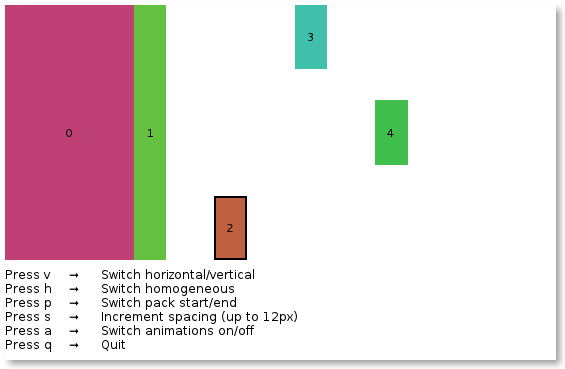 3
0
1
4
2
Press v → Switch horizontal/vertical
Press h → Switch homogeneous
Press p → Switch pack start/end
Press s → Increment spacing (up to 12px)
Press a → Switch animations on/off
Press q → Quit